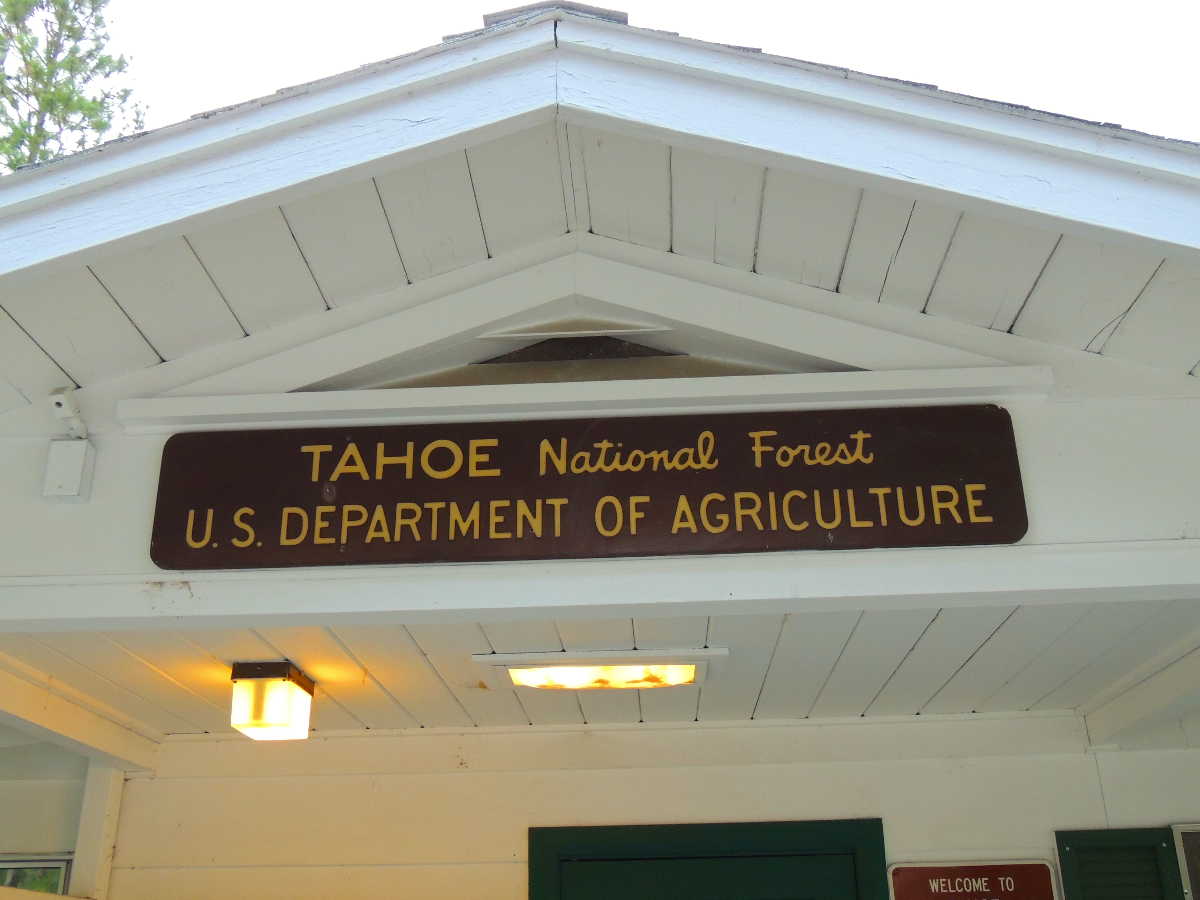 TAHOE National Forest
U.S. DEPARTMENT OF AGRICULTURE
WELCOME TO